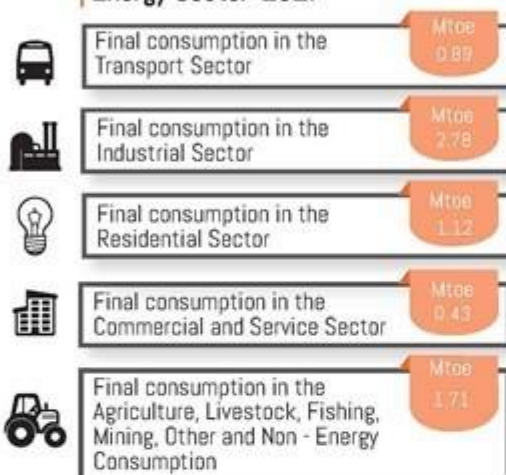 Energy Sector 2021
Final consumption in the
Transport Sector
Mtoe
0.89
Final consumption in the
Industrial Sector
Mtoe
2.78
Final consumption in the
Residential Sector
Mtoe
1.12
Final consumption in the
Commercial and Service Sector
Mtoe
0.43
Final consumption in the
Agriculture, Livestock, Fishing,
Mining, Other and Non - Energy
Consumption
Mtoe
1.71